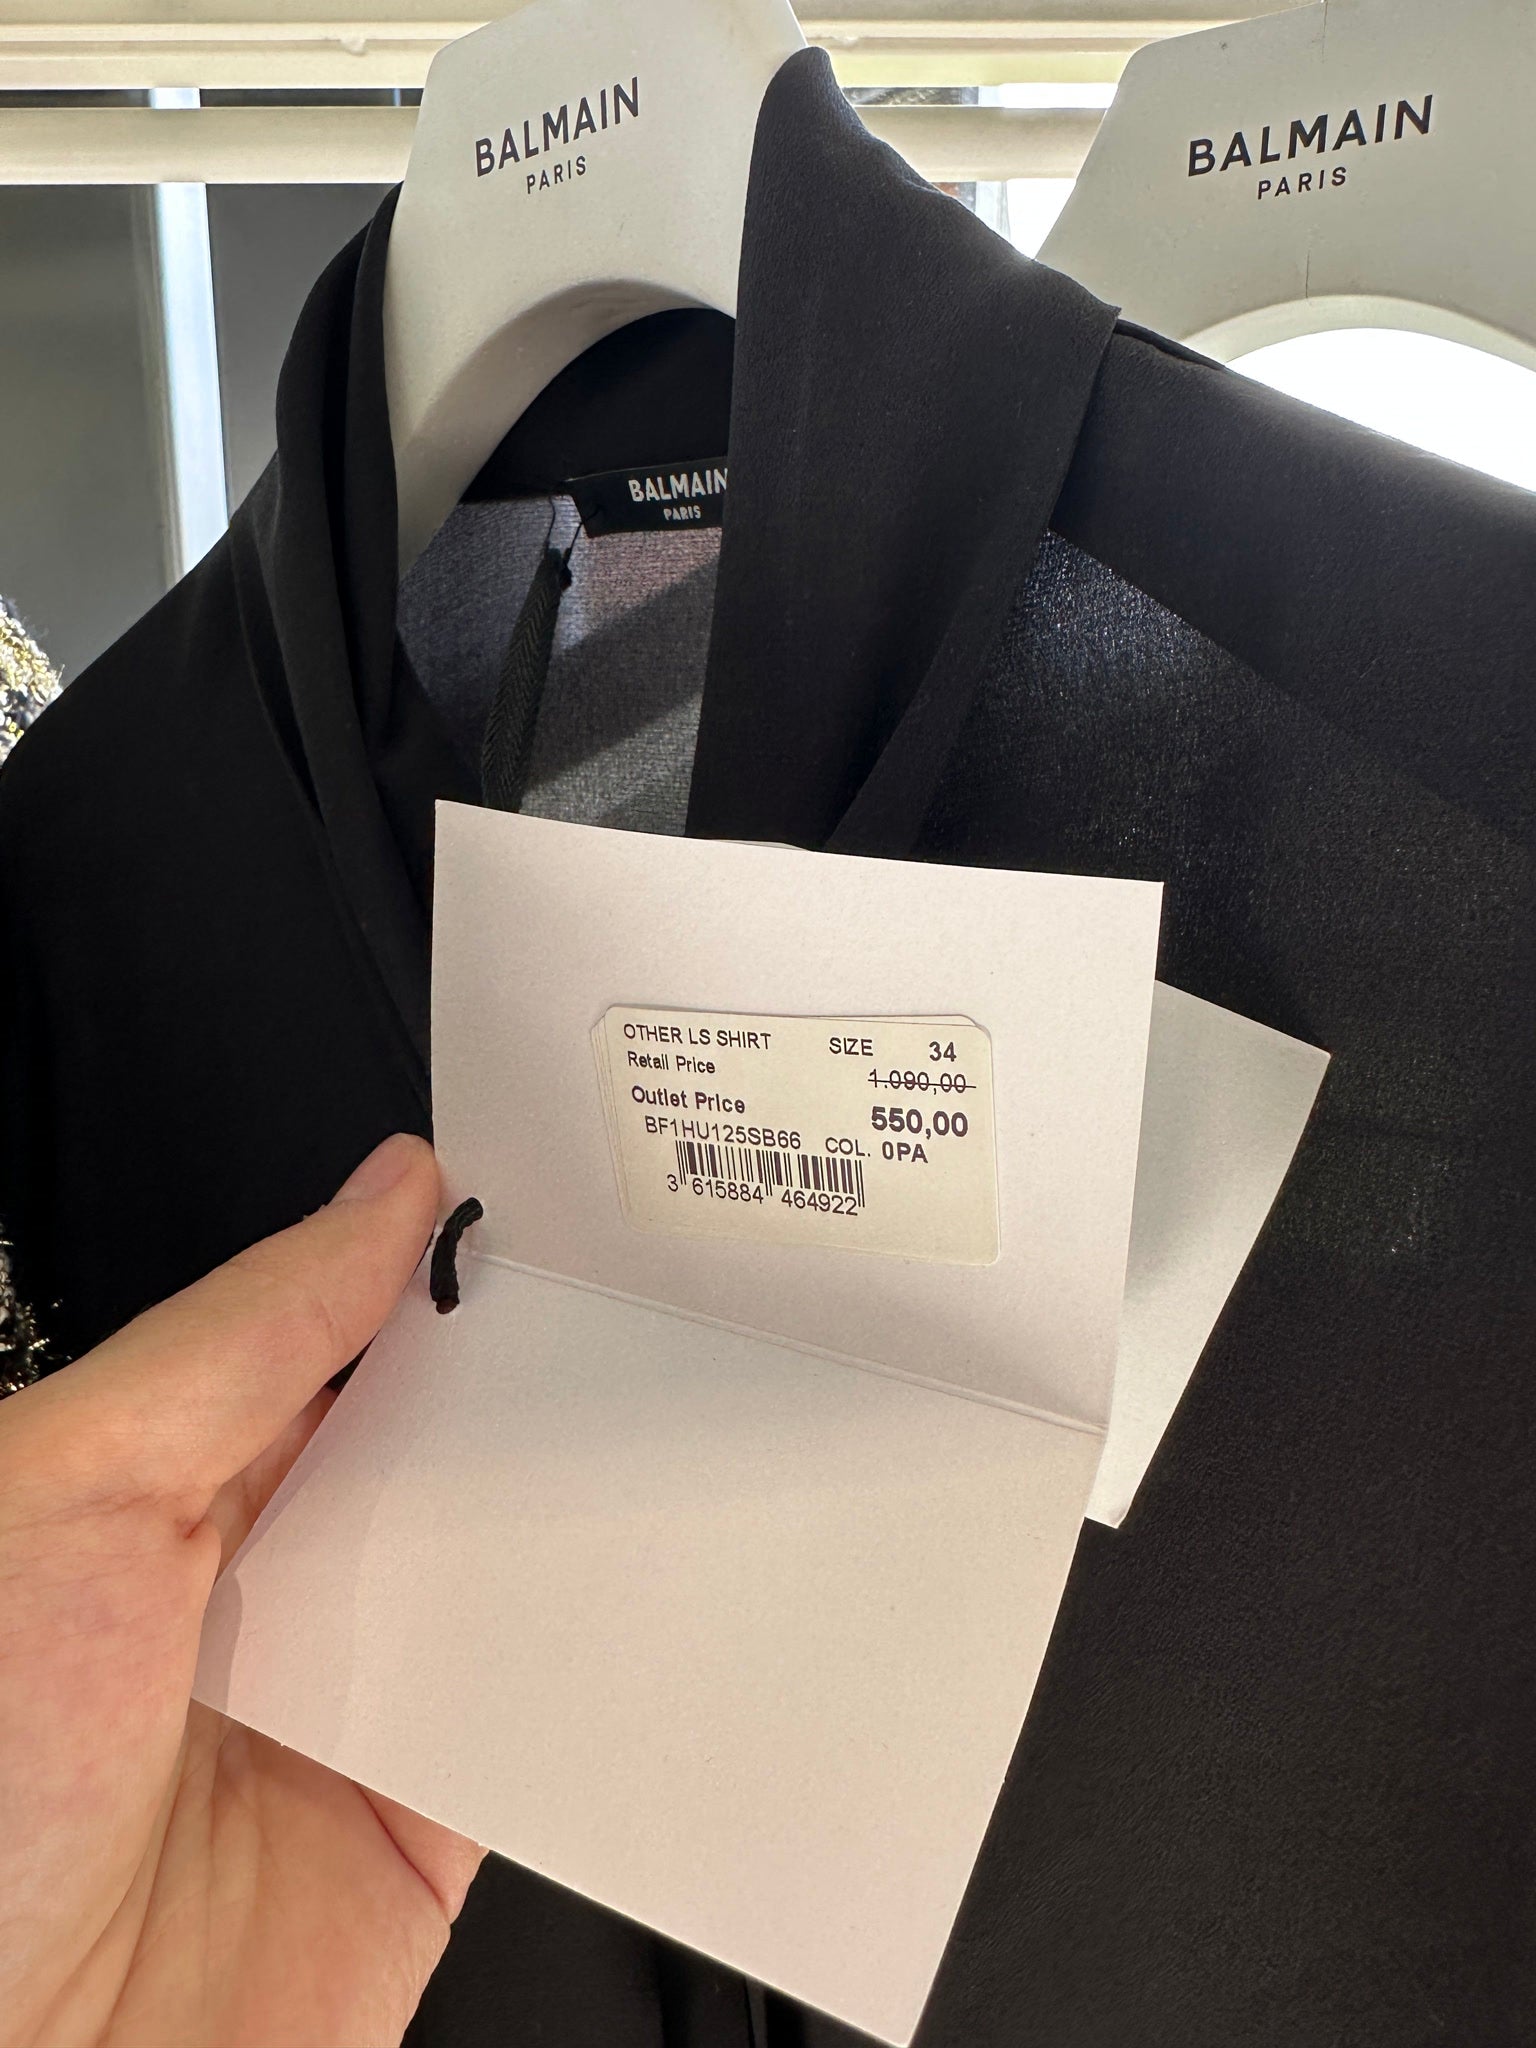 BALMAIN
PARIS
BALMAIN
PARIS
BALMAIN
PARIS
OTHER LS SHIRT SIZE 34
Retail Price 1.090,00
Outlet Price 550,00
BF1HU125SB66 COL. 0PA
3 615884 464922